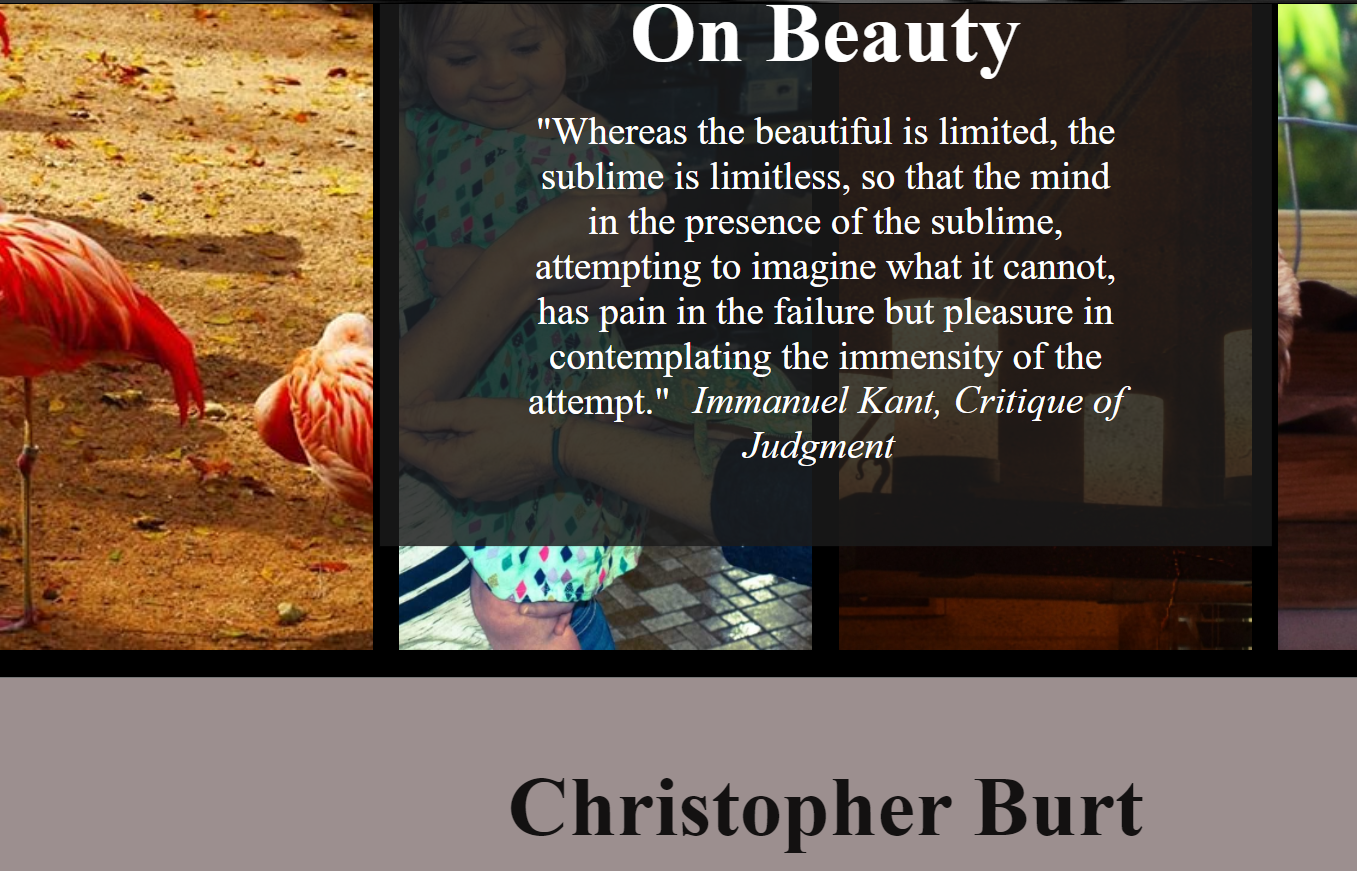 On Beauty
"Whereas the beautiful is limited, the
sublime is limitless, so that the mind
in the presence of the sublime,
attempting to imagine what it cannot,
has pain in the failure but pleasure in
contemplating the immensity of the
attempt." Immanuel Kant, Critique of
Judgment
Christopher Burt